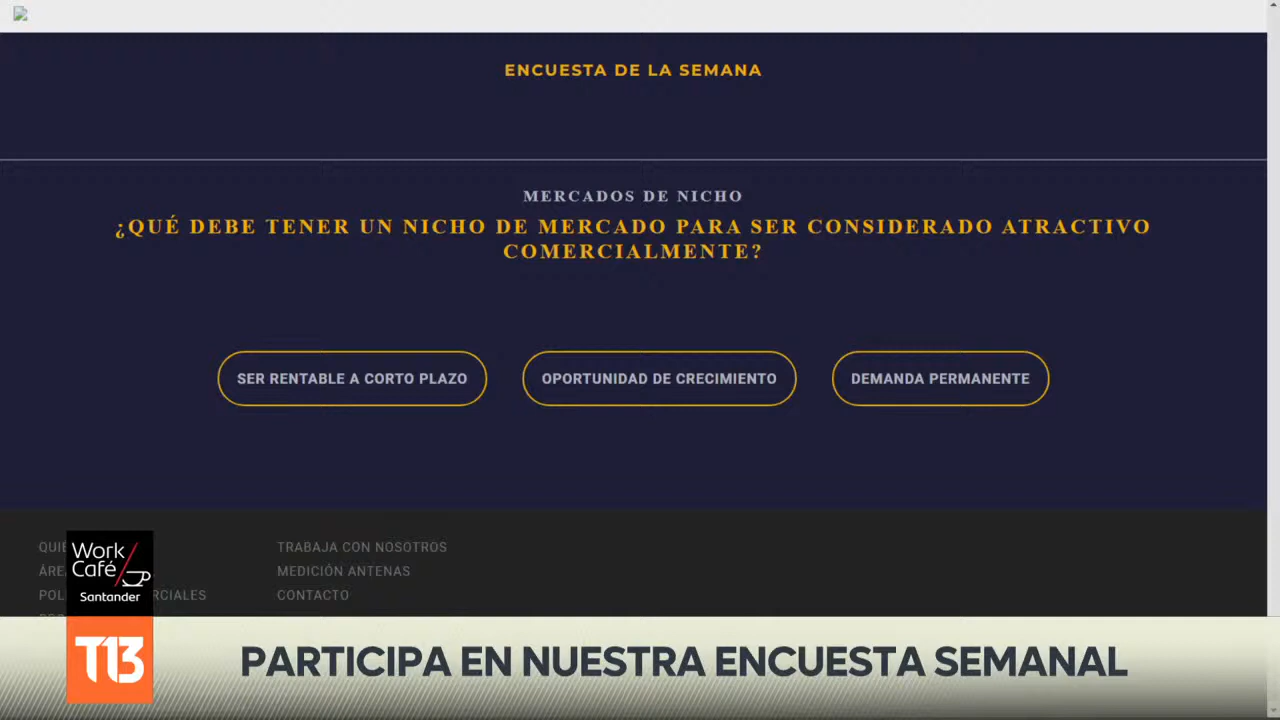 ENCUESTA DE LA SEMANA
MERCADOS DE NICHO
¿QUÉ DEBE TENER UN NICHO DE MERCADO PARA SER CONSIDERADO ATRACTIVO
COMERCIALMENTE?
SER RENTABLE A CORTO PLAZO
OPORTUNIDAD DE CRECIMIENTO
DEMANDA PERMANENTE
TRABAJA CON NOSOTROS
MEDICIÓN ANTENAS
CONTACTO
Work
Café
Santander
T13
PARTICIPA EN NUESTRA ENCUESTA SEMANAL